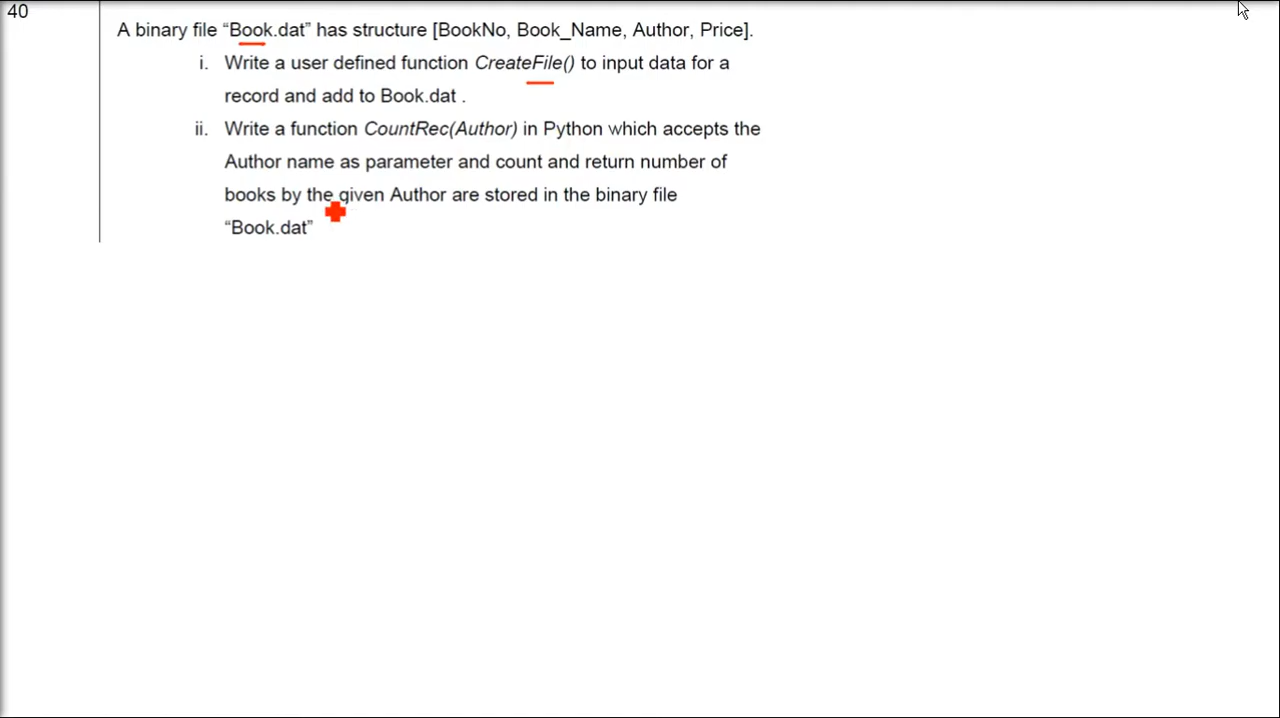 40
A binary file “Book.dat” has structure [BookNo, Book_Name, Author, Price].
i. Write a user defined function CreateFile() to input data for a
record and add to Book.dat .
ii. Write a function CountRec(Author) in Python which accepts the
Author name as parameter and count and return number of
books by the given Author are stored in the binary file
“Book.dat”